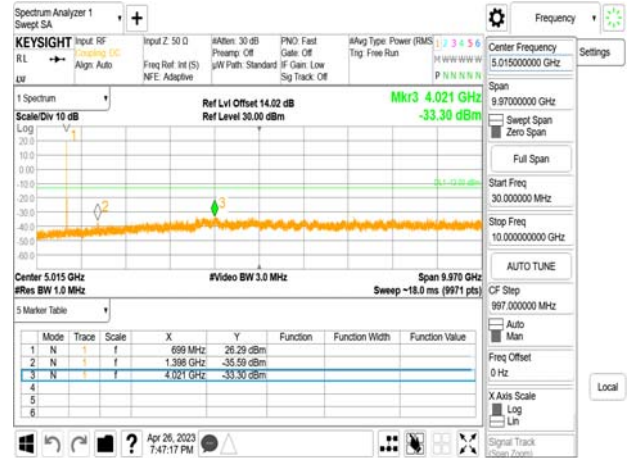 Spectrum Analyzer 1
Swept SA
+
Frequency
KEYSIGHT
RL
Input: RF
Coupling: DC
Align: Auto
Input Z: 50 Ω
Freq Ref: Int (S)
NFE: Adaptive
#Atten: 30 dB
Preamp: Off
µW Path: Standard
PNO: Fast
Gate: Off
IF Gain: Low
Sig Track: Off
#Avg Type: Power (RMS
Trig: Free Run
1 2 3 4 5 6
M W W W W W
P N N N N N
1 Spectrum
Scale/Div 10 dB
Ref Lvl Offset 14.02 dB
Ref Level 30.00 dBm
Mkr3 4.021 GHz
-33.30 dBm
Log
20.0
10.0
0.00
-10.0
-20.0
-30.0
-40.0
-50.0
-60.0
1
2
3
DL1 -13.00 dBm
Center 5.015 GHz
#Res BW 1.0 MHz
#Video BW 3.0 MHz
Span 9.970 GHz
Sweep ~18.0 ms (9971 pts)
5 Marker Table
Mode Trace Scale X Y Function Function Width Function Value
1 N 1 f 699 MHz 26.29 dBm
2 N 1 f 1.398 GHz -35.59 dBm
3 N 1 f 4.021 GHz -33.30 dBm
4
5
6
Apr 26, 2023
7:47:17 PM
Center Frequency
5.015000000 GHz
Settings
Span
9.97000000 GHz
Swept Span
Zero Span
Full Span
Start Freq
30.000000 MHz
Stop Freq
10.000000000 GHz
AUTO TUNE
CF Step
997.000000 MHz
Auto
Man
Freq Offset
0 Hz
Local
X Axis Scale
Log
Lin
Signal Track
(Span Zoom)